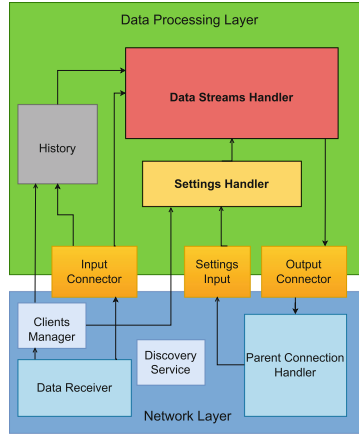 Data Processing Layer
Data Streams Handler
History
Settings Handler
Input
Connector
Settings
Input
Output
Connector
Clients
Manager
Discovery
Service
Parent Connection
Handler
Data Receiver
Network Layer